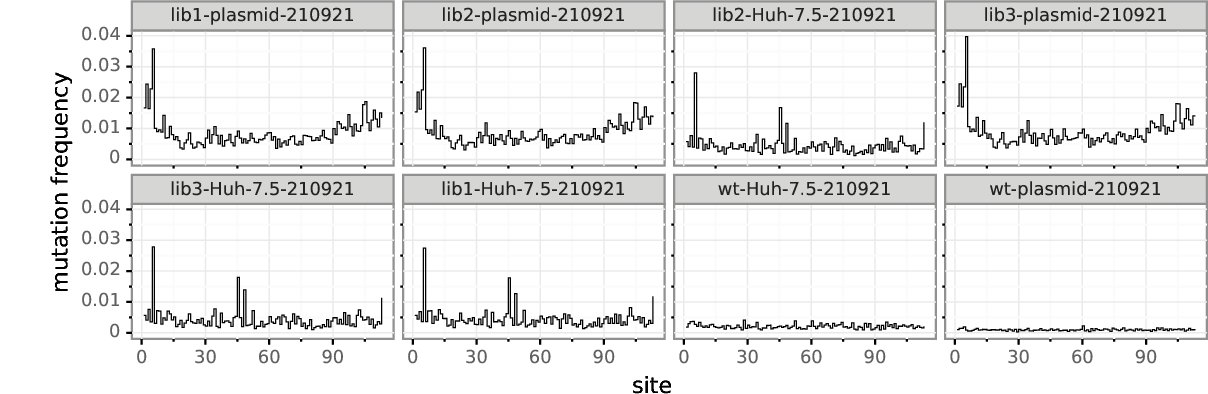 lib1-plasmid-210921 lib2-plasmid-210921 lib2-Huh-7.5-210921 lib3-plasmid-210921
0.04
0.03
0.02
0.01
0
lib3-Huh-7.5-210921 lib1-Huh-7.5-210921 wt-Huh-7.5-210921 wt-plasmid-210921
0.04
0.03
0.02
0.01
0
0 30 60 90 0 30 60 90 0 30 60 90 0 30 60 90
mutation frequency
site